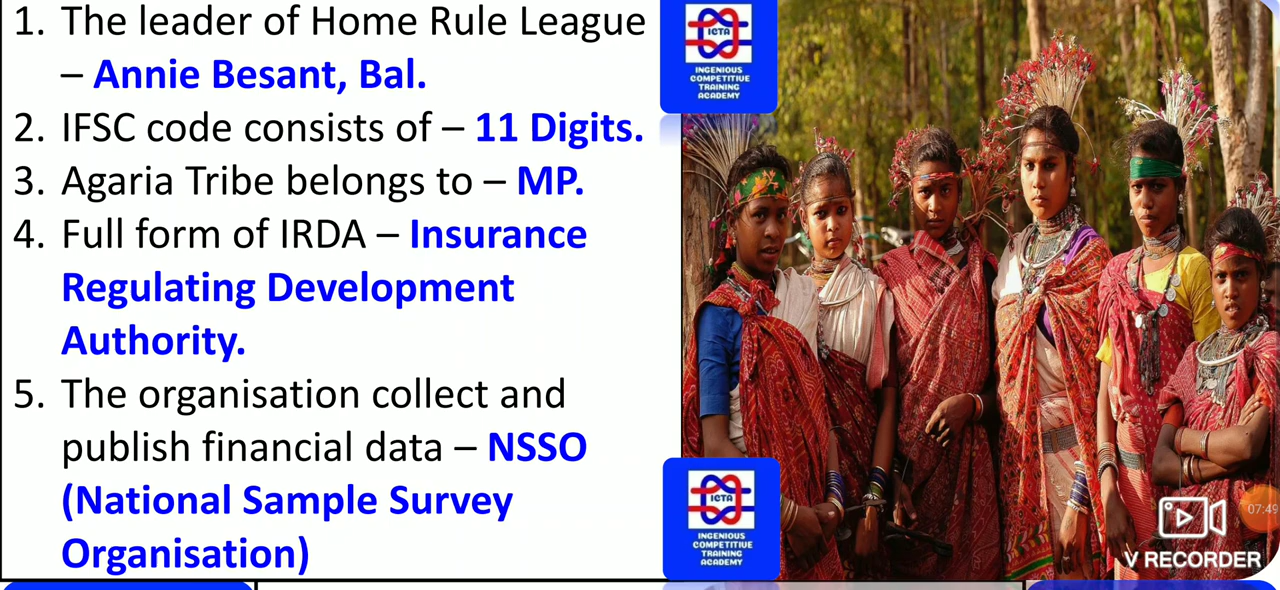 1. The leader of Home Rule League
– Annie Besant, Bal.
2. IFSC code consists of – 11 Digits.
3. Agaria Tribe belongs to – MP.
4. Full form of IRDA – Insurance
Regulating Development
Authority.
5. The organisation collect and
publish financial data – NSSO
(National Sample Survey
Organisation)
ICTA
INGENIOUS
COMPETITIVE
TRAINING
ACADEMY
ICTA
INGENIOUS
COMPETITIVE
TRAINING
ACADEMY
07:49
V RECORDER